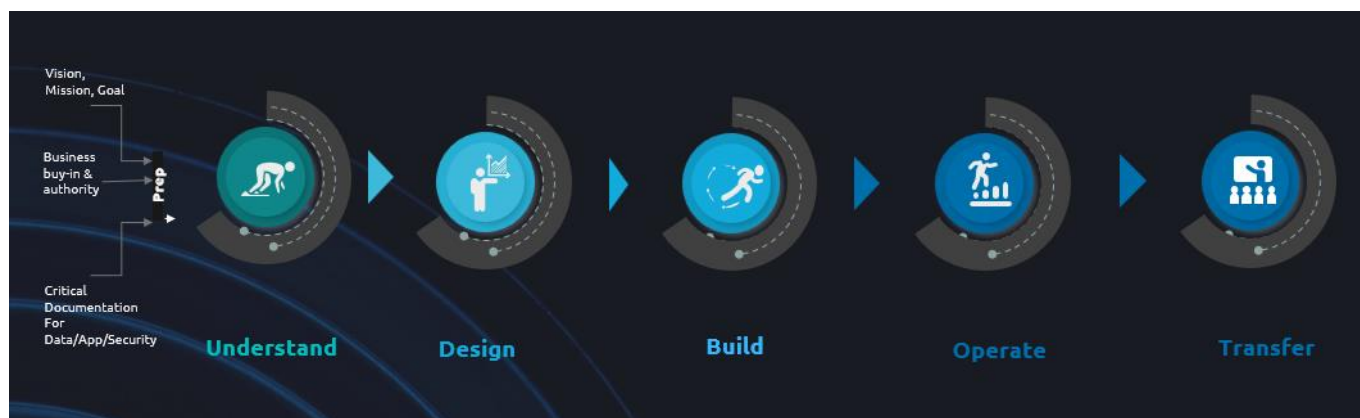 Vision,
Mission, Goal
Business
buy-in &
authority
Prep
Critical
Documentation
For
Data/App/Security
Understand
Design
Build
Operate
Transfer